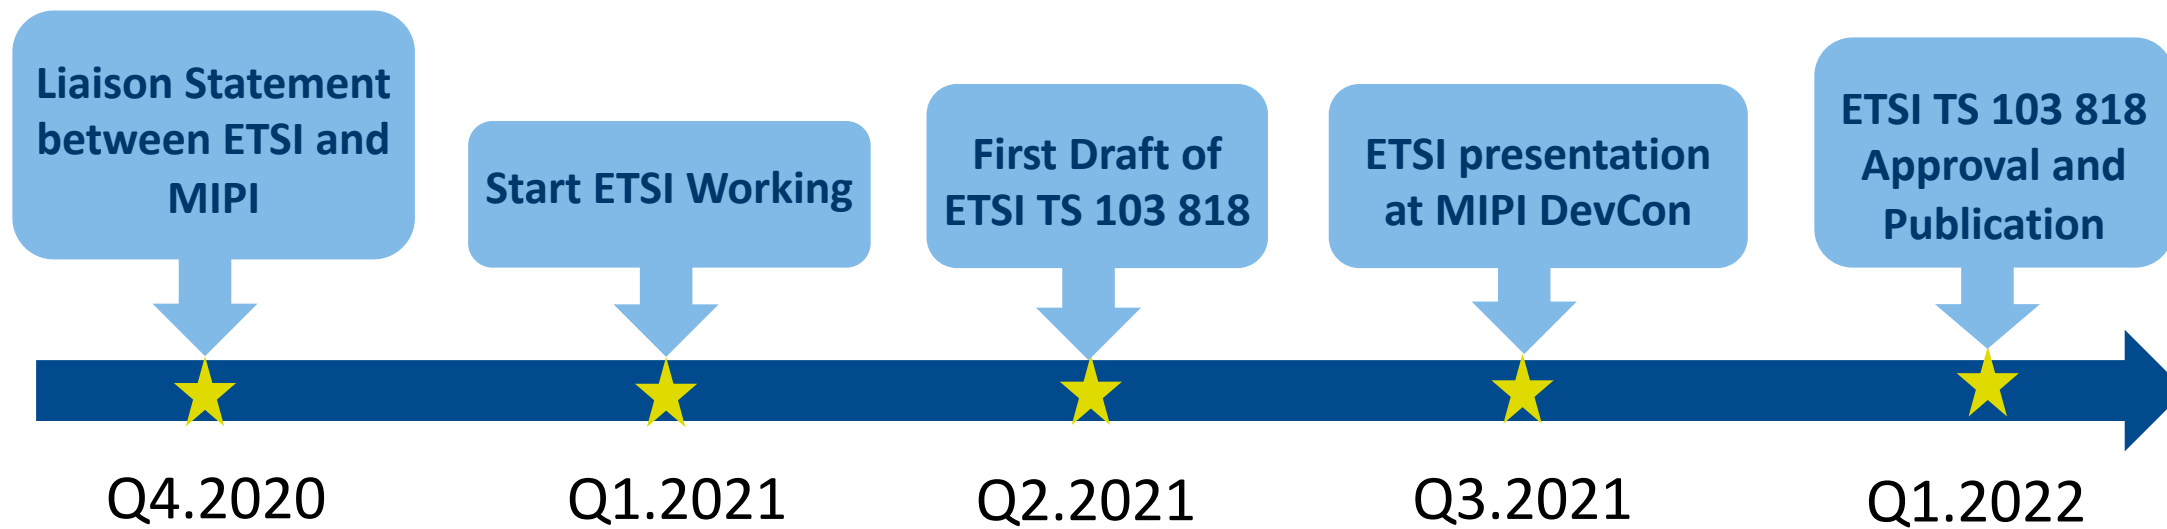 Liaison Statement
between ETSI and
MIPI
Start ETSI Working
First Draft of
ETSI TS 103 818
ETSI presentation
at MIPI DevCon
ETSI TS 103 818
Approval and
Publication
Q4.2020
Q1.2021
Q2.2021
Q3.2021
Q1.2022